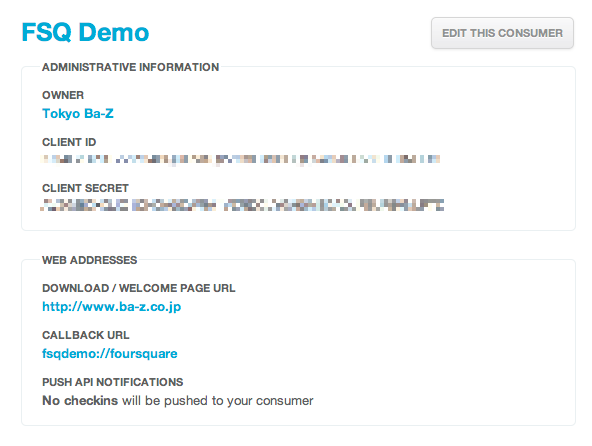 FSQ Demo
EDIT THIS CONSUMER
ADMINISTRATIVE INFORMATION
OWNER
Tokyo Ba-Z
CLIENT ID
CLIENT SECRET
WEB ADDRESSES
DOWNLOAD / WELCOME PAGE URL
http://www.ba-z.co.jp
CALLBACK URL
fsqdemo://foursquare
PUSH API NOTIFICATIONS
No checkins will be pushed to your consumer